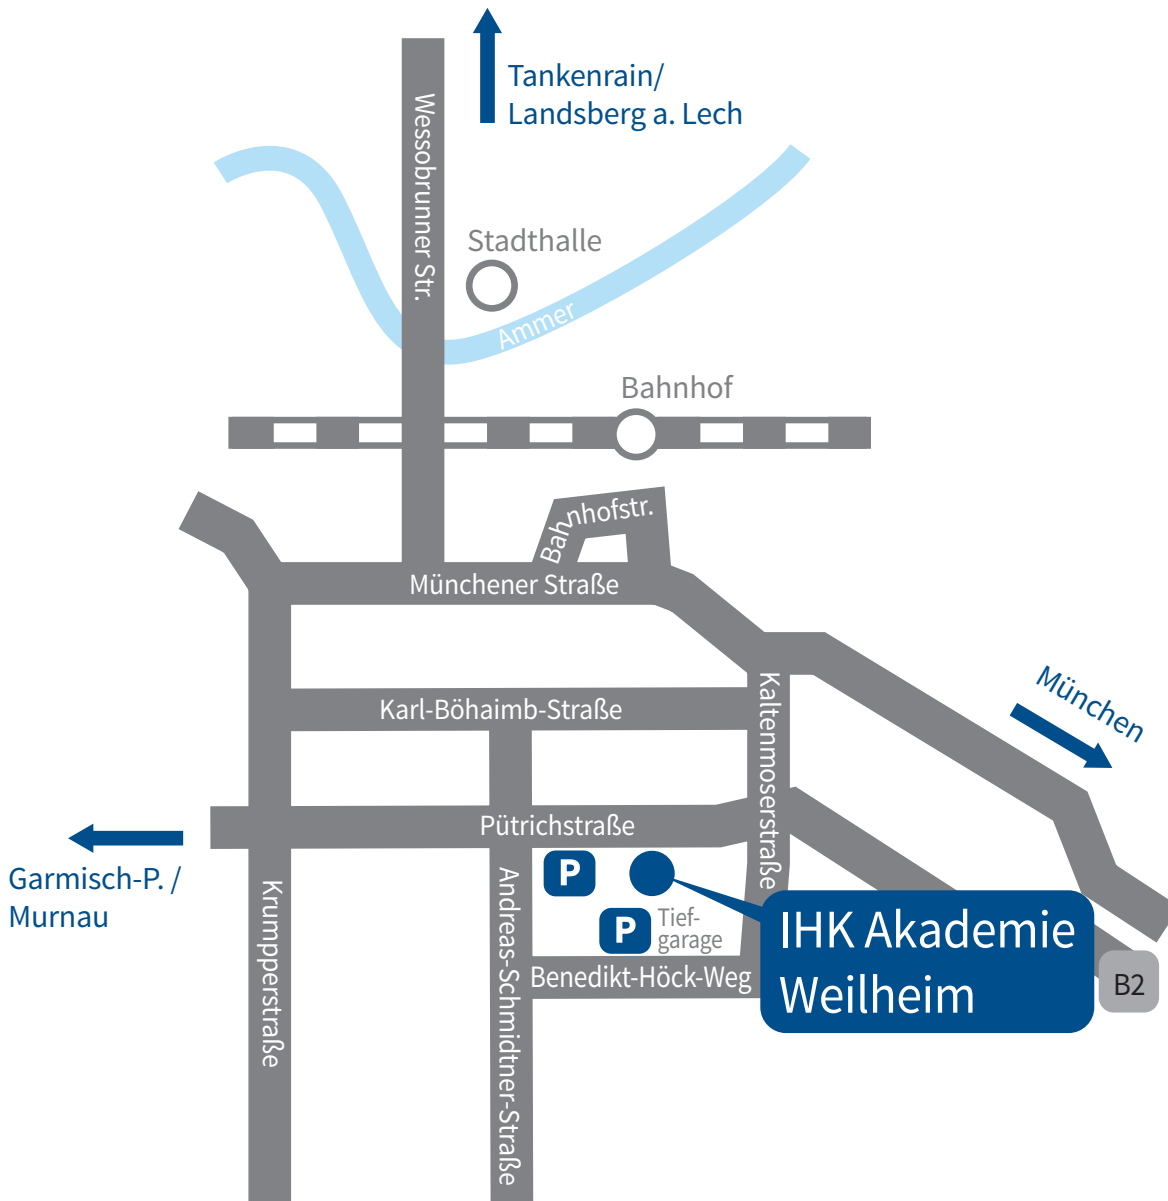 Tankenrain/
Landsberg a. Lech
Wessobrunner Str.
Stadthalle
Ammer
Bahnhof
Bahnhofstr.
Münchener Straße
München
Karl-Böhaimb-Straße
Kaltenmoserstraße
Pütrichstraße
Garmisch-P. /
Murnau
P
P
Tief-
garage
Krumpperstraße
Andreas-Schmidtner-Straße
IHK Akademie
Weilheim
Benedikt-Höck-Weg
B2